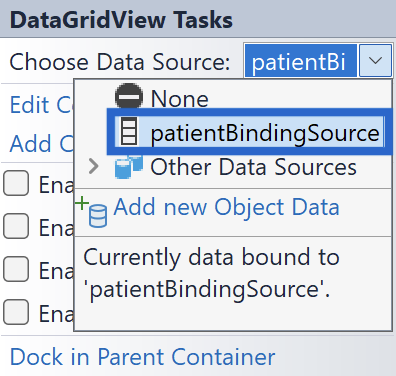 DataGridView Tasks
Choose Data Source: patientBi
None
Edit Co
patientBindingSource
Add C
Other Data Sources
Ena
Add new Object Data
Ena
Currently data bound to
Ena
'patientBindingSource'.
Ena
Dock in Parent Container